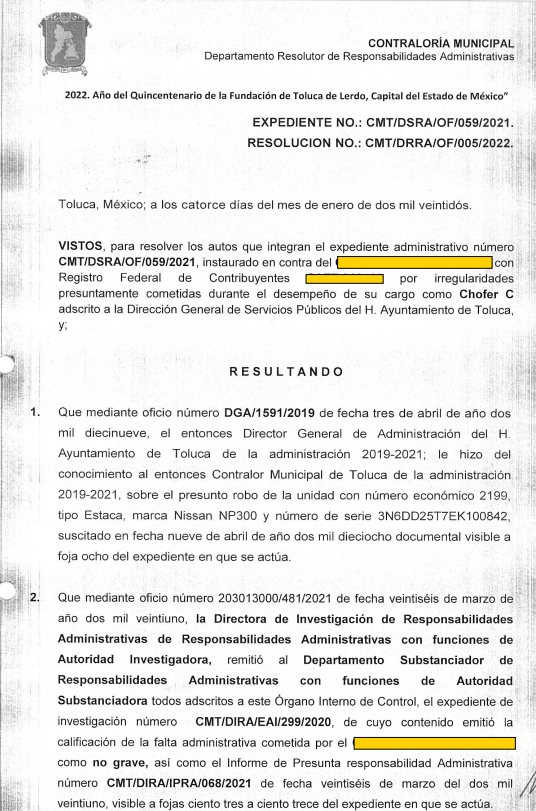 CONTRALORÍA MUNICIPAL
Departamento Resolutor de Responsabilidades Administrativas
2022. Año del Quincentenario de la Fundación de Toluca de Lerdo, Capital del Estado de México”
EXPEDIENTE NO.: CMT/DSRA/OF/059/2021.
RESOLUCION NO.: CMT/DRRA/OF/005/2022.
Toluca, México; a los catorce días del mes de enero de dos mil veintidós.
VISTOS, para resolver los autos que integran el expediente administrativo número
CMT/DSRA/OF/059/2021, instaurado en contra del con
Registro Federal de Contribuyentes por irregularidades
presuntamente cometidas durante el desempeño de su cargo como Chofer C
adscrito a la Dirección General de Servicios Públicos del H. Ayuntamiento de Toluca,
y;
R E S U L T A N D O
1. Que mediante oficio número DGA/1591/2019 de fecha tres de abril de año dos
mil diecinueve, el entonces Director General de Administración del H.
Ayuntamiento de Toluca de la administración 2019-2021; le hizo del
conocimiento al entonces Contralor Municipal de Toluca de la administración
2019-2021, sobre el presunto robo de la unidad con número económico 2199,
tipo Estaca, marca Nissan NP300 y número de serie 3N6DD25T7EK100842,
suscitado en fecha nueve de abril de año dos mil dieciocho documental visible a
foja ocho del expediente en que se actúa.
2. Que mediante oficio número 203013000/481/2021 de fecha veintiséis de marzo de
año dos mil veintiuno, la Directora de Investigación de Responsabilidades
Administrativas de Responsabilidades Administrativas con funciones de
Autoridad Investigadora, remitió al Departamento Substanciador de
Responsabilidades Administrativas con funciones de Autoridad
Substanciadora todos adscritos a este Órgano Interno de Control, el expediente de
investigación número CMT/DIRA/EAI/299/2020, de cuyo contenido emitió la
calificación de la falta administrativa cometida por el
como no grave, así como el Informe de Presunta responsabilidad Administrativa
número CMT/DIRA/IPRA/068/2021 de fecha veintiséis de marzo del dos mil
veintiuno, visible a fojas ciento tres a ciento trece del expediente en que se actúa.